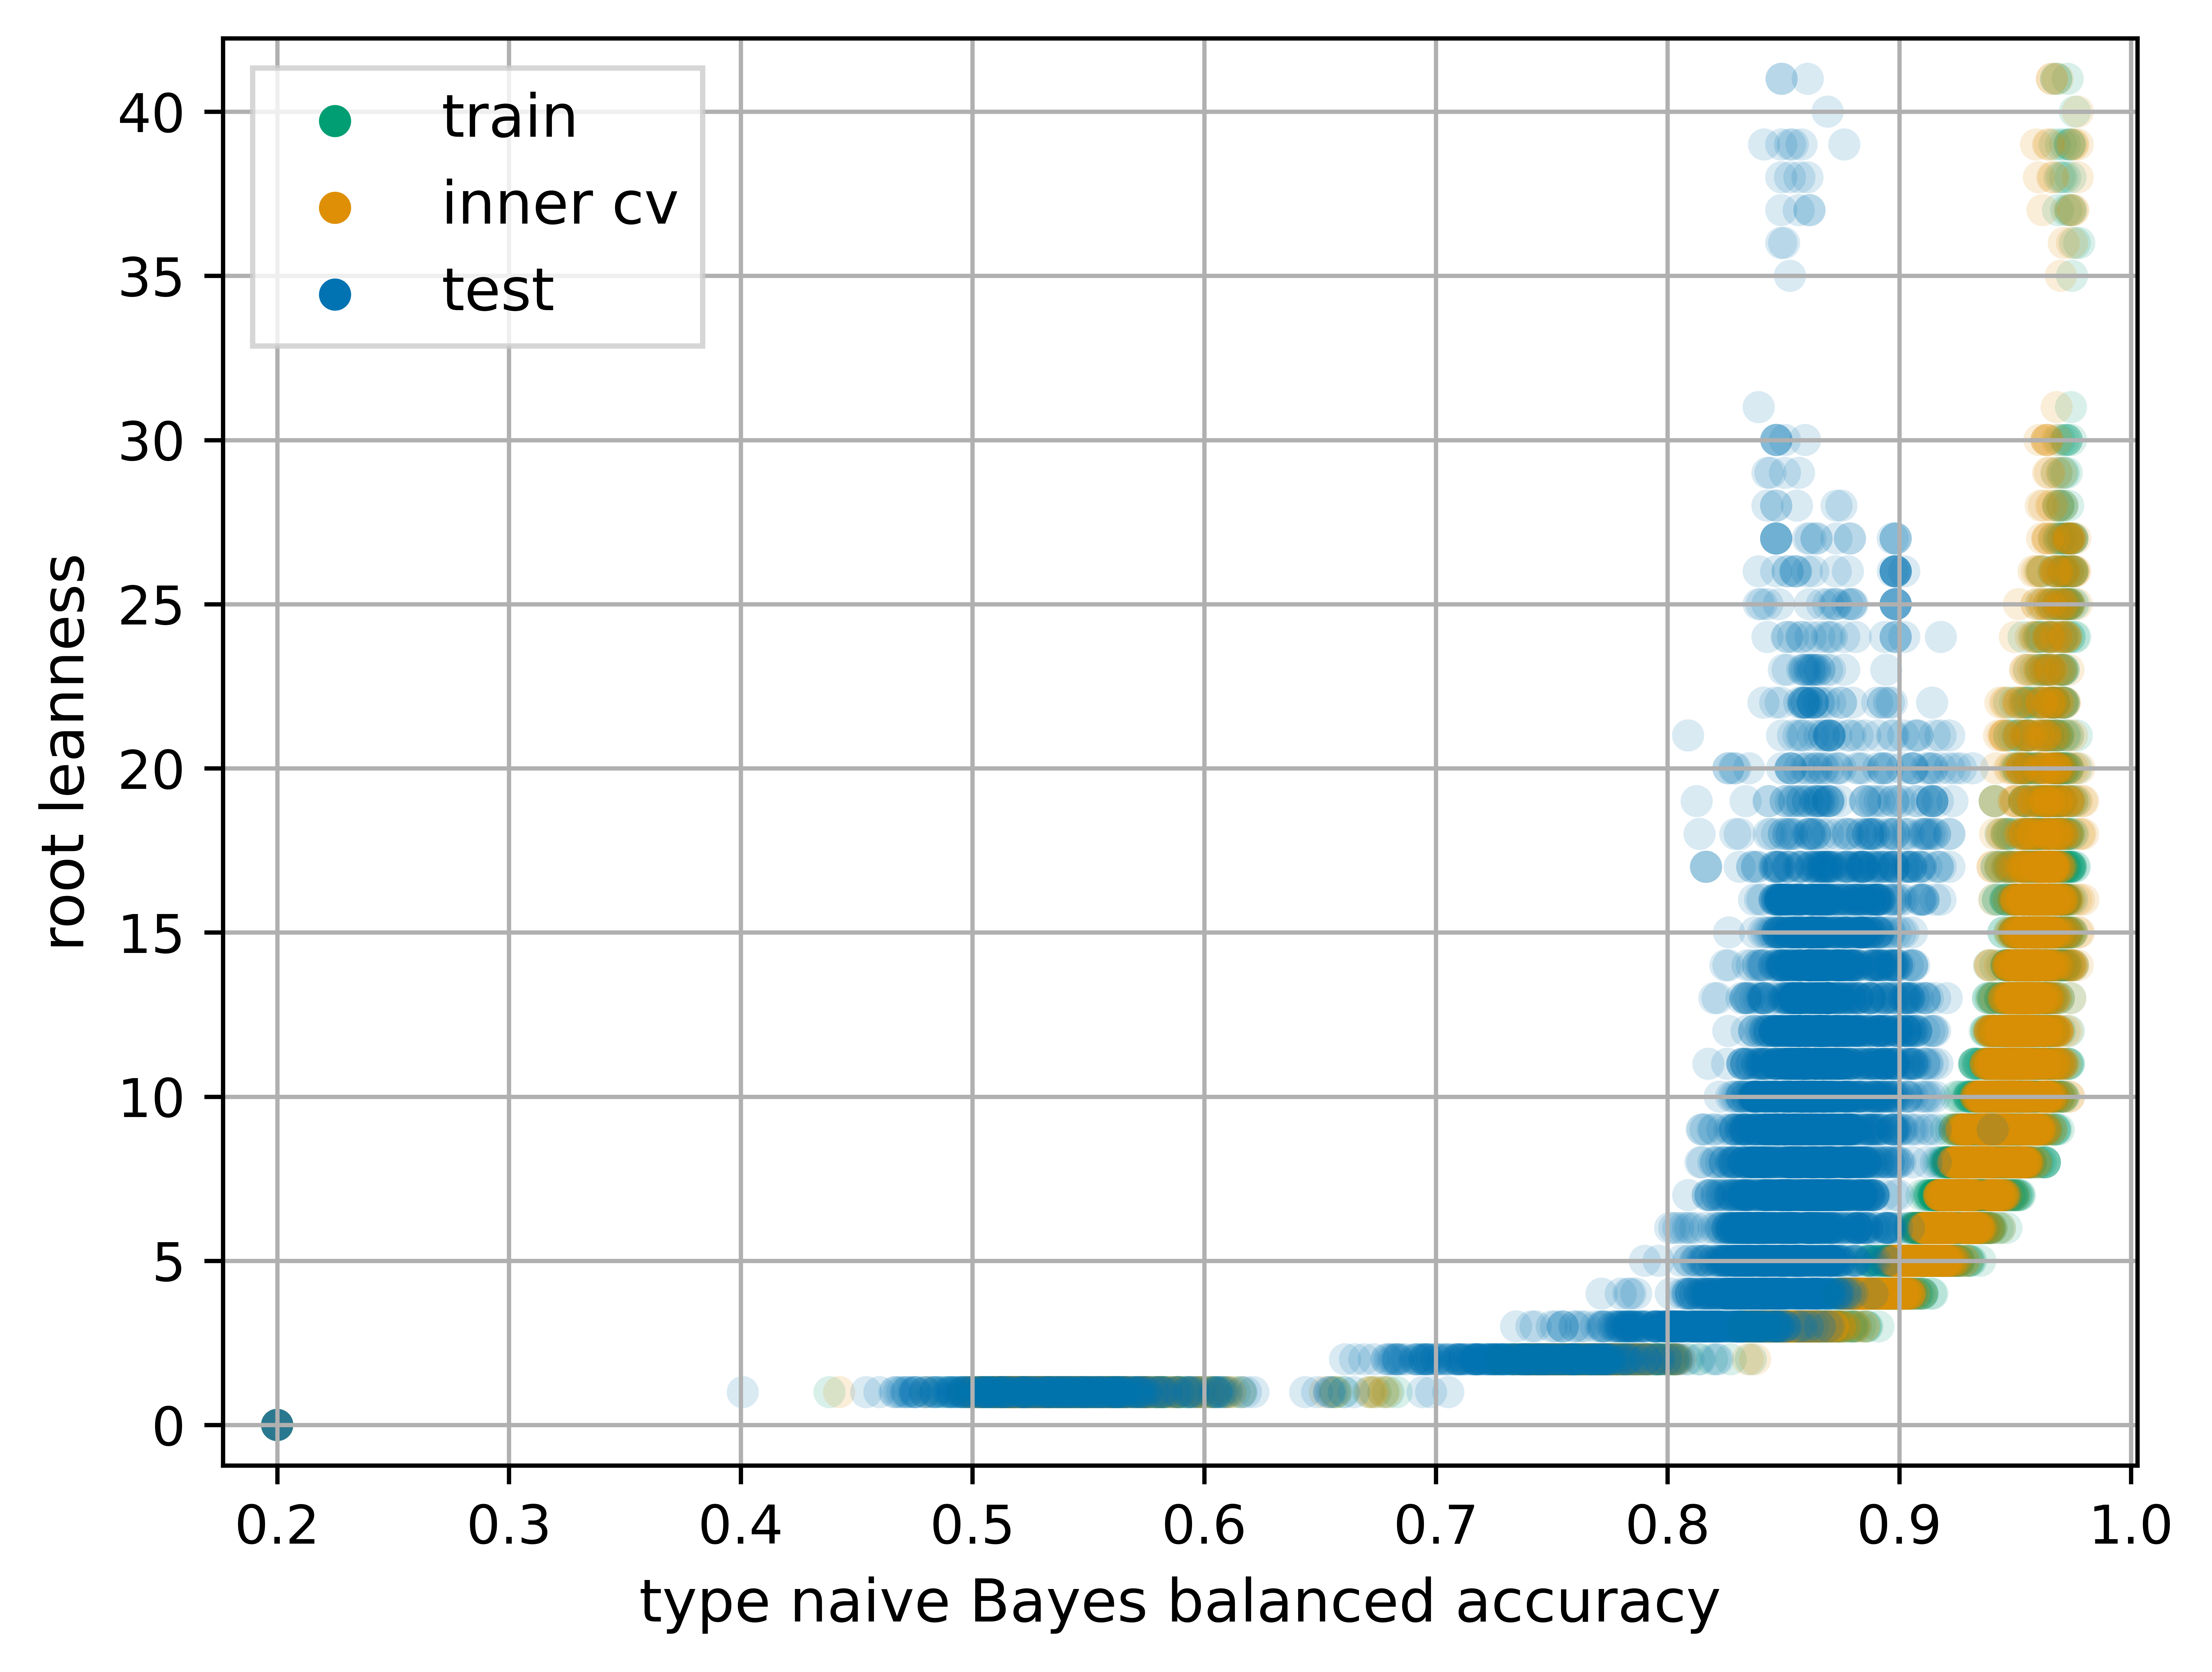 train
inner cv
test
root leanness
40
35
30
25
20
15
10
5
0
0.2 0.3 0.4 0.5 0.6 0.7 0.8 0.9 1.0
type naive Bayes balanced accuracy